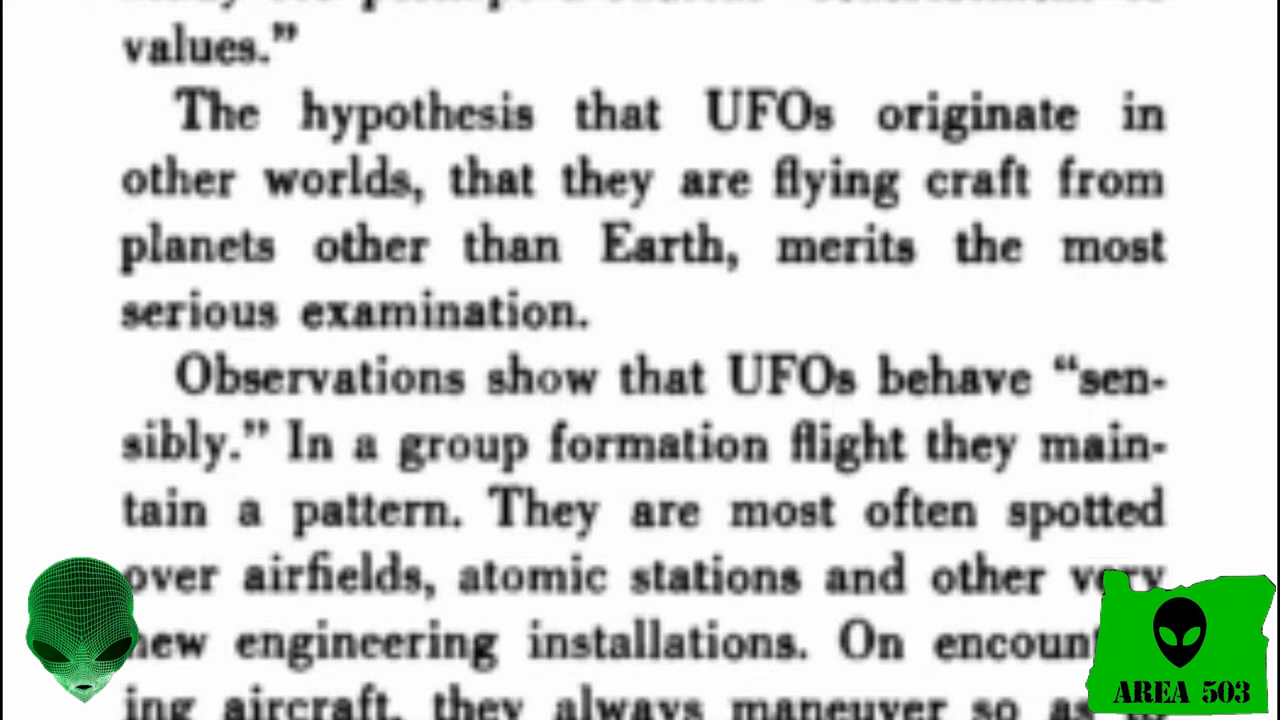 values.”
The hypothesis that UFOs originate in
other worlds, that they are flying craft from
planets other than Earth, merits the most
serious examination.
Observations show that UFOs behave “sen-
sibly.” In a group formation flight they main-
tain a pattern. They are most often spotted
over airfields, atomic stations and other very
new engineering installations. On
ing aircraft, they always maneuver so as
AREA 503